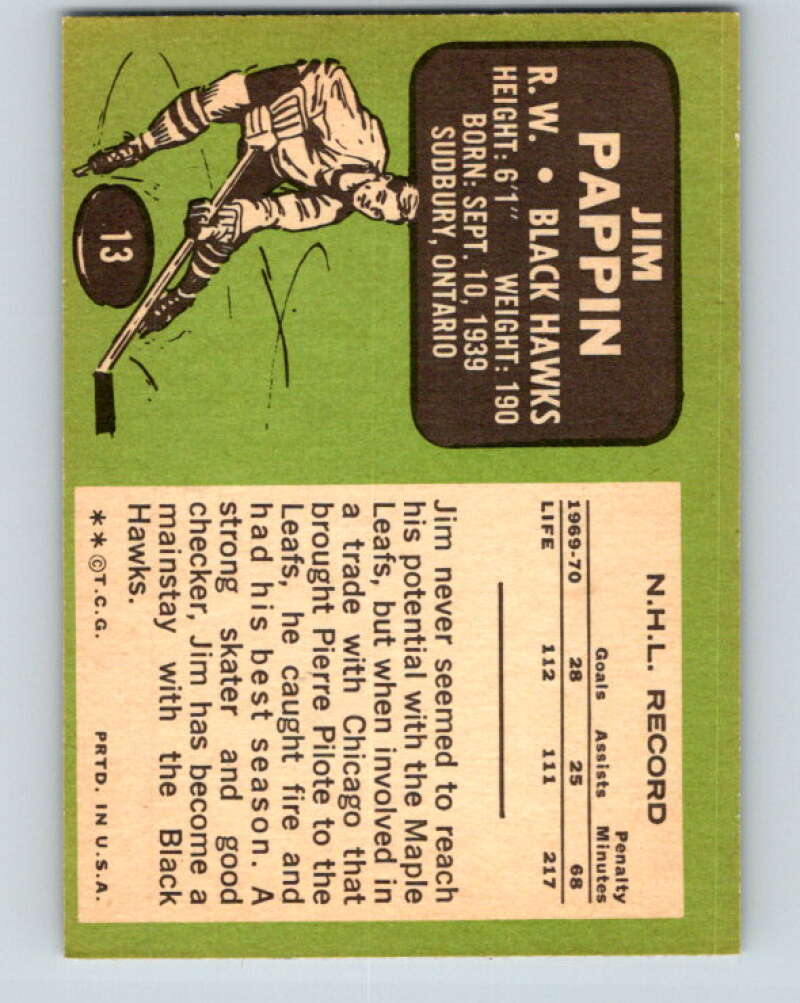 JIM
PAPPIN
R. W. • BLACK HAWKS
HEIGHT: 6'1" WEIGHT: 190
BORN: SEPT. 10, 1939
SUDBURY, ONTARIO
13
N.H.L. RECORD
Penalty
Goals Assists Minutes
1969-70 28 25 68
LIFE 112 111 217
Jim never seemed to reach
his potential with the Maple
Leafs, but when involved in
a trade with Chicago that
brought Pierre Pilote to the
Leafs, he caught fire and
had his best season. A
strong skater and good
checker, Jim has become a
mainstay with the Black
Hawks.
**©T.C.G. PRTD. IN U.S.A.